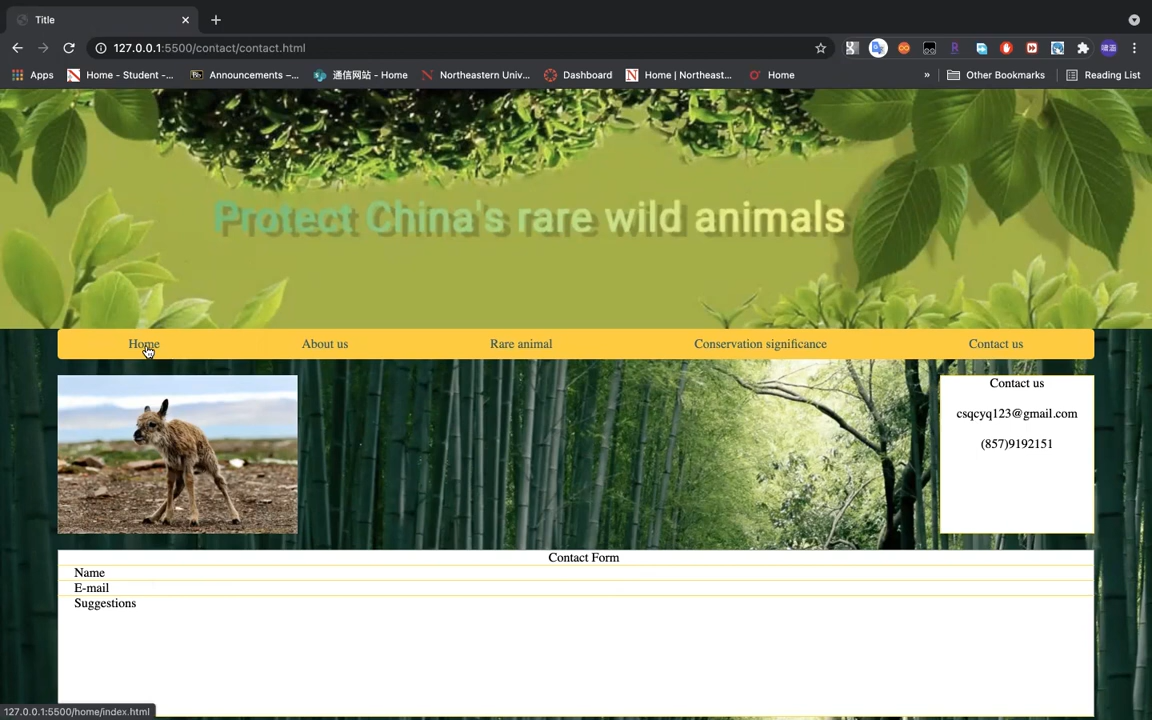 Title
127.0.0.1:5500/contact/contact.html
Apps Home - Student -... Announcements –... 通信网站 - Home Northeastern Univ... Dashboard Home | Northeast... Home » Other Bookmarks Reading List
Protect China's rare wild animals
Home About us Rare animal Conservation significance Contact us
Contact us
csqcyq123@gmail.com
(857)9192151
Contact Form
Name
E-mail
Suggestions
127.0.0.1:5500/home/index.html